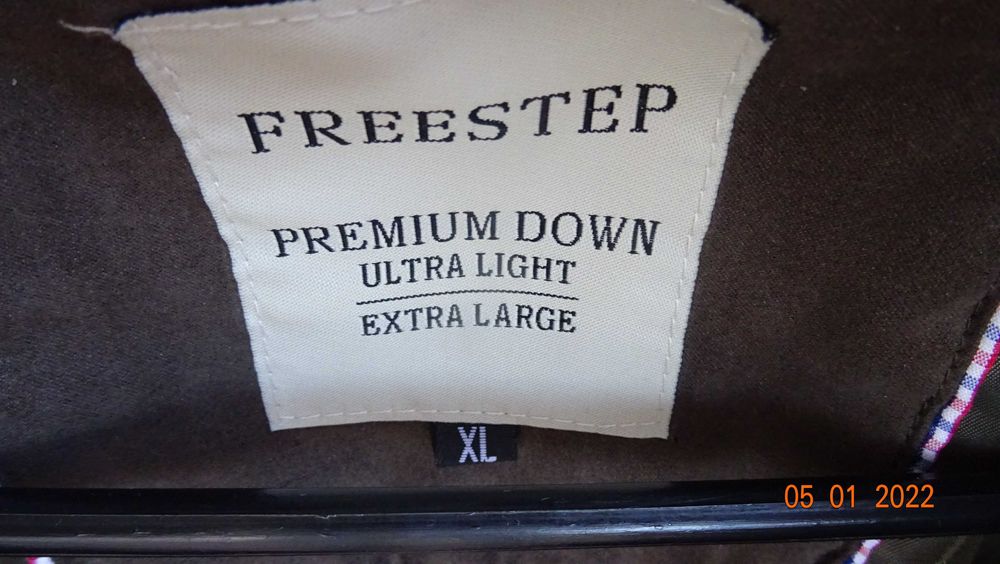 FREESTEP
PREMIUM DOWN
ULTRA LIGHT
EXTRA LARGE
XL
05 01 2022